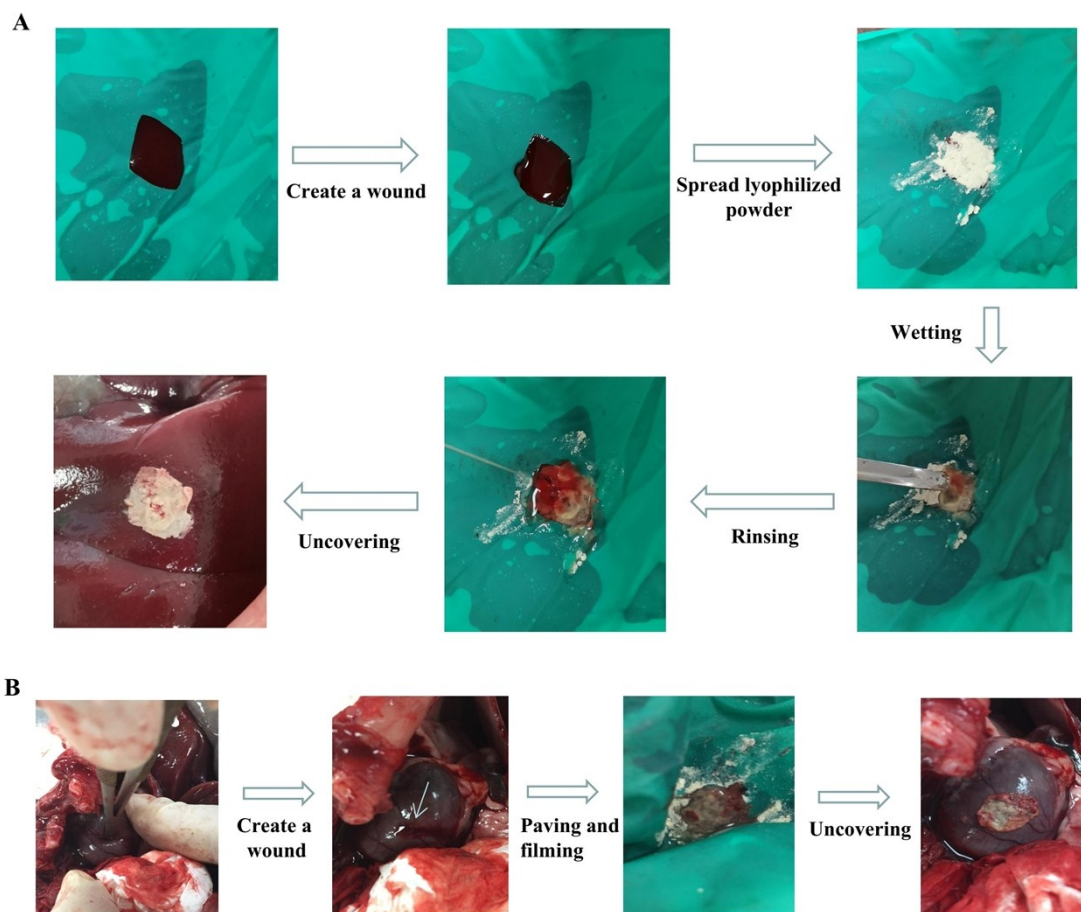 A
Create a wound
Spread lyophilized
powder
Wetting
Rinsing
Uncovering
B
Create a
wound
Paving and
filming
Uncovering